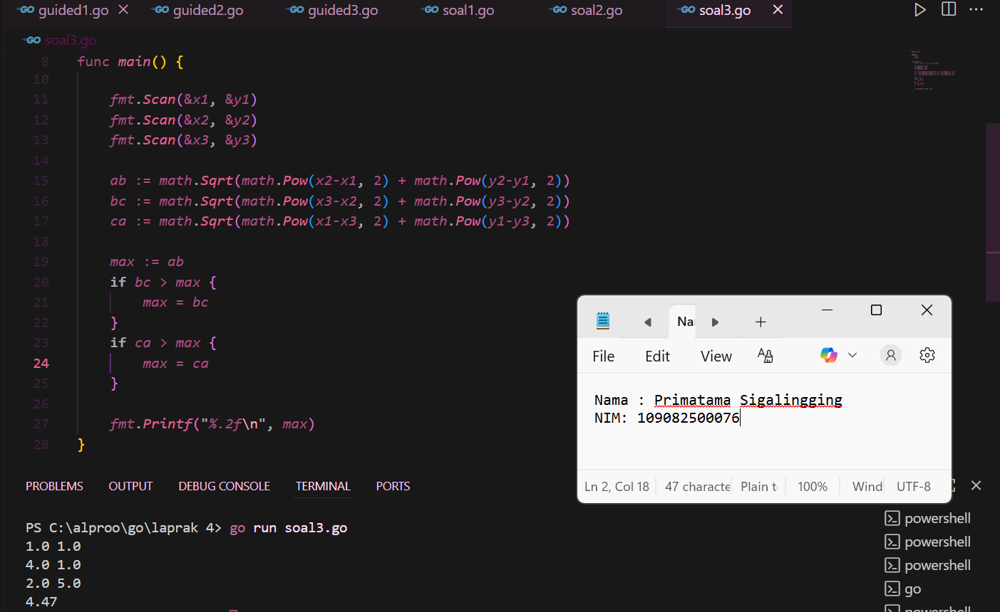 GO guided1.go GO guided2.go GO guided3.go GO soal1.go GO soal2.go GO soal3.go
GO soal3.go
8 func main() {
10
11 fmt.Scan(&x1, &y1)
12 fmt.Scan(&x2, &y2)
13 fmt.Scan(&x3, &y3)
14
15 ab := math.Sqrt(math.Pow(x2-x1, 2) + math.Pow(y2-y1, 2))
16 bc := math.Sqrt(math.Pow(x3-x2, 2) + math.Pow(y3-y2, 2))
17 ca := math.Sqrt(math.Pow(x1-x3, 2) + math.Pow(y1-y3, 2))
18
19 max := ab
20 if bc > max {
21 max = bc
22 }
23 if ca > max {
24 max = ca
25 }
26
27 fmt.Printf("%.2f\n", max)
28 }
Na
File Edit View
Nama : Primatama Sigalingging
NIM: 109082500076
Ln 2, Col 18 47 characte Plain t 100% Wind UTF-8
PROBLEMS OUTPUT DEBUG CONSOLE TERMINAL PORTS
PS C:\alproo\go\laprak 4> go run soal3.go
1.0 1.0
4.0 1.0
2.0 5.0
4.47
powershell
powershell
powershell
go
powershell